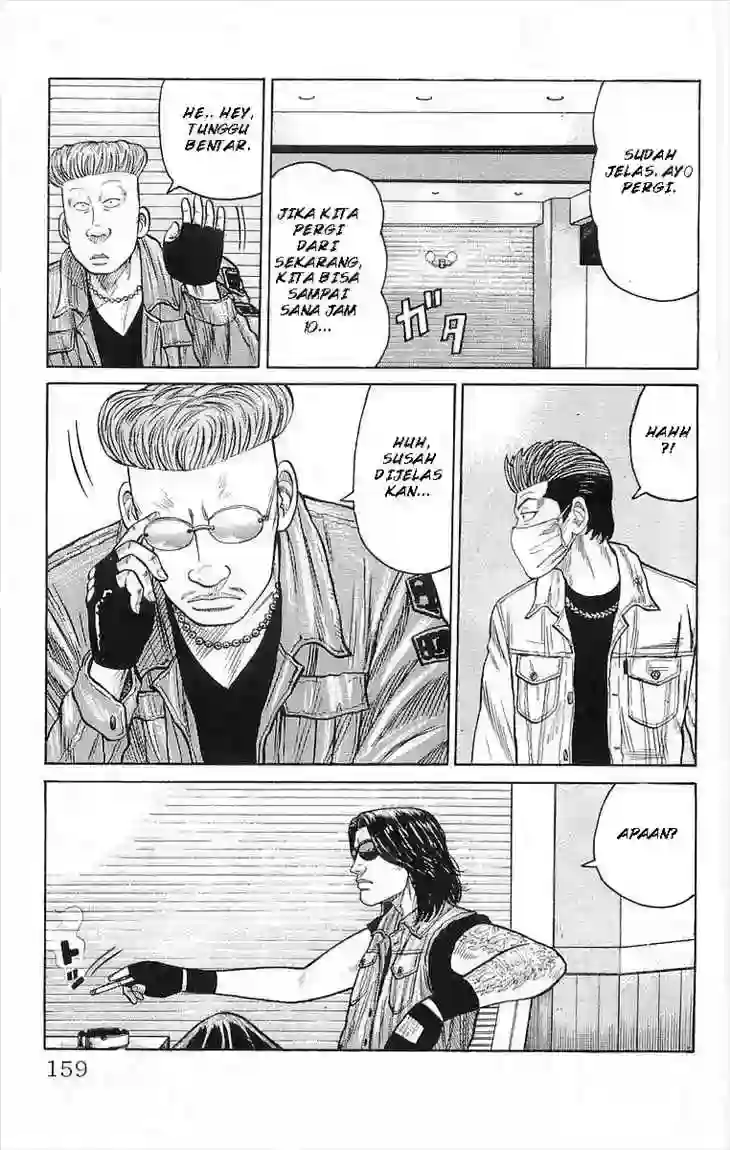 SUDAH
JELAS. AYO
PERGI.
JIKA KITA
PERGI
DARI
SEKARANG,
KITA BISA
SAMPAI
SANA JAM
10...
ガタ
HE.. HEY,
TUNGGU
BENTAR.
HAHH
?!
HUH,
SUSAH
DIJELAS
KAN...
APAAN?
159